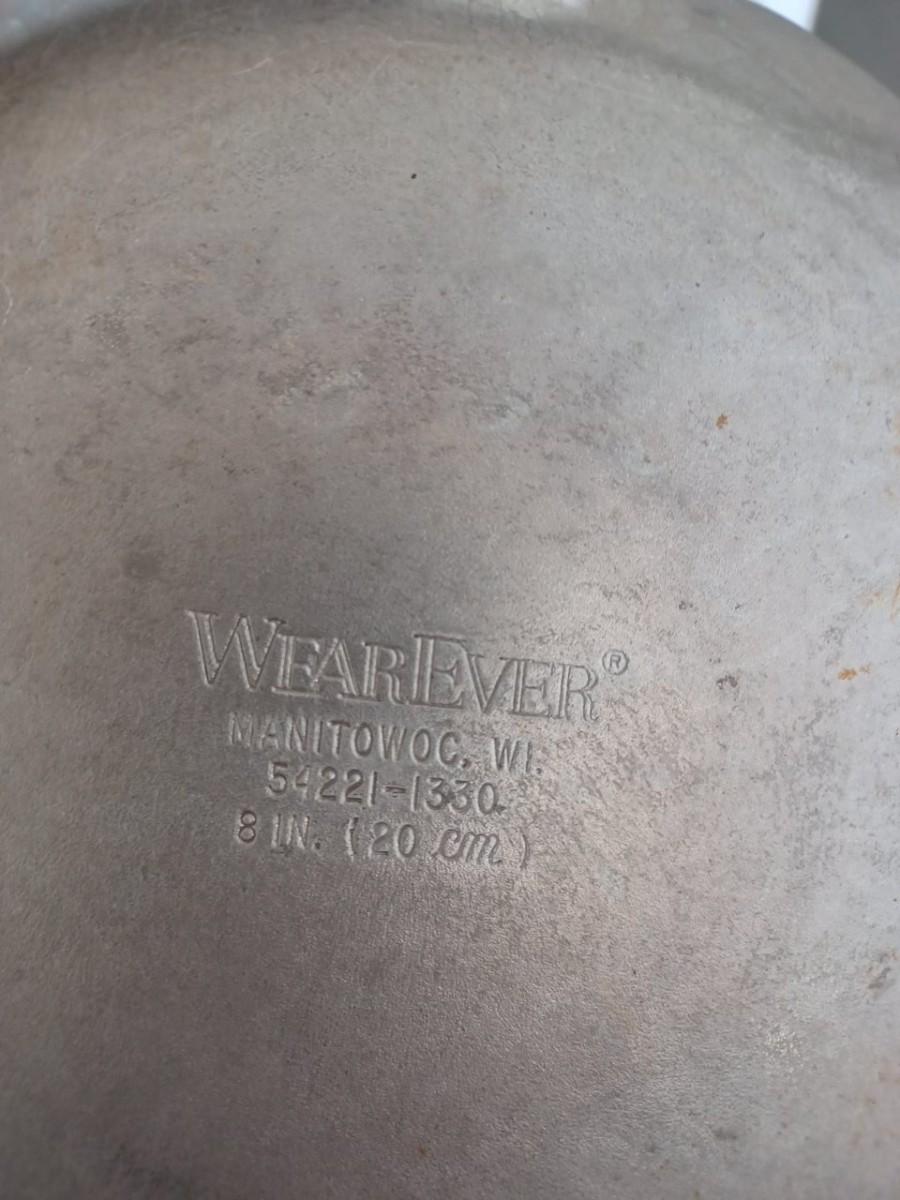 WEAREVER®
MANITOWOC, WI.
54221-1330
8 IN. (20 cm)